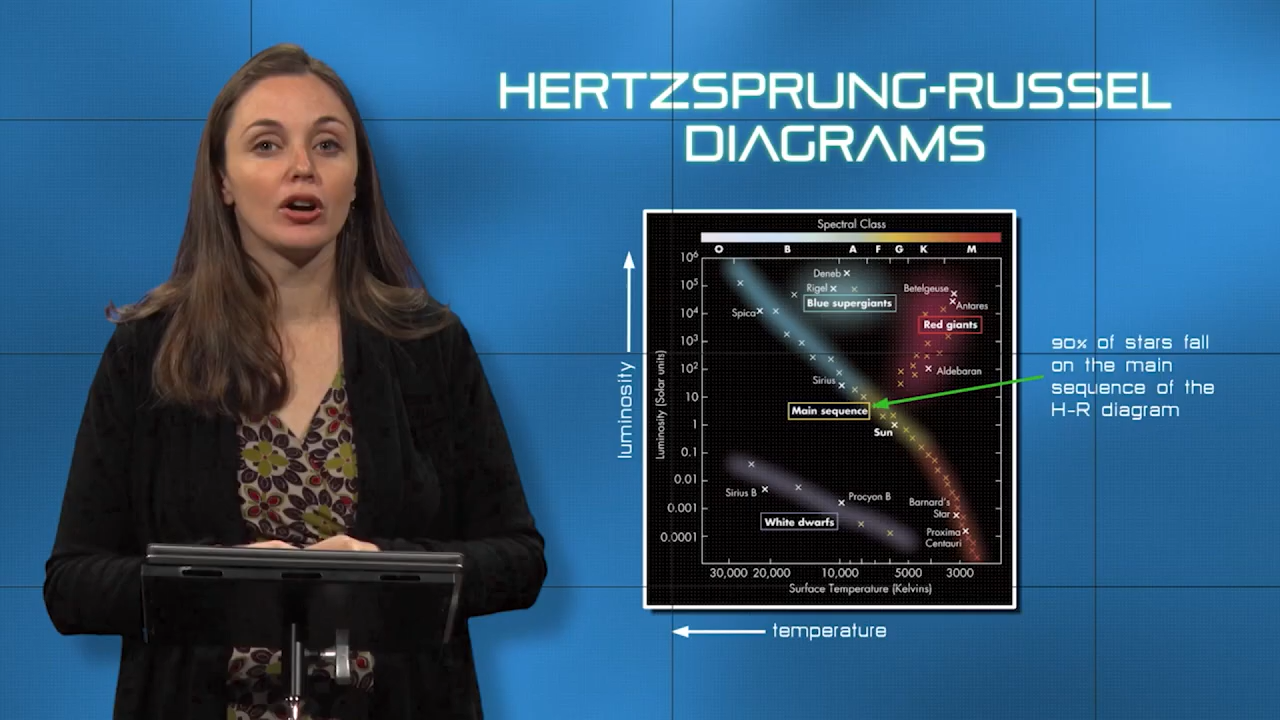 HERTZSPRUNG-RUSSEL
DIAGRAMS
Spectral Class
O B A F G K M
10⁶
10⁵
10⁴
10³
10²
10
1
0.1
0.01
0.001
0.0001
Luminosity (Solar units)
luminosity
Deneb
Rigel
Blue supergiants
Betelgeuse
Antares
Spica
Red giants
Aldebaran
Sirius
Main sequence
Sun
Sirius B
Procyon B
White dwarfs
Barnard's
Star
Proxima
Centauri
30,000 20,000 10,000 5000 3000
Surface Temperature (Kelvins)
temperature
90% of stars fall
on the main
sequence of the
H-R diagram